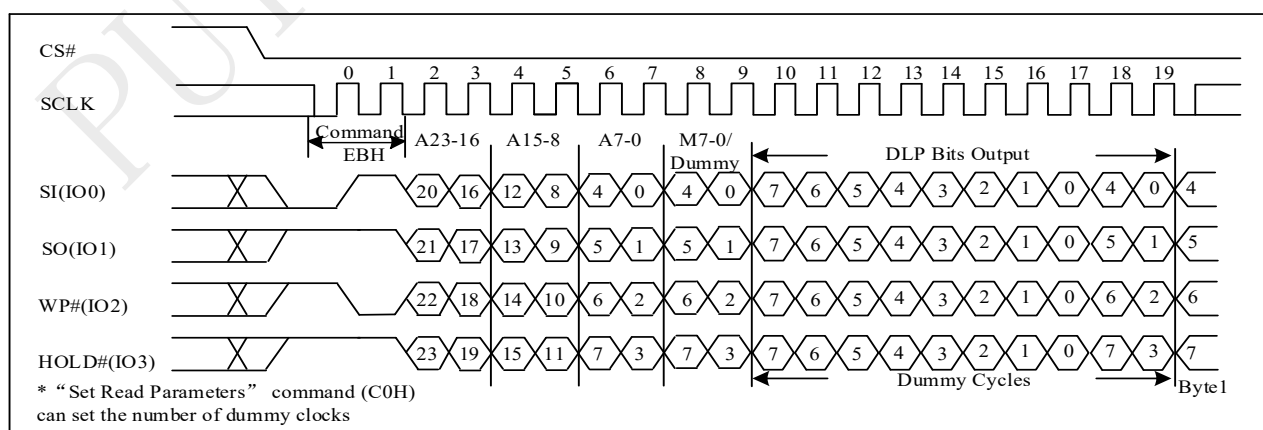 PUY
CS#
0 1 2 3 4 5 6 7 8 9 10 11 12 13 14 15 16 17 18 19
SCLK
Command A23-16 A15-8 A7-0 M7-0/
EBH Dummy DLP Bits Output
SI(IO0) 20 16 12 8 4 0 4 0 7 6 5 4 3 2 1 0 4 0 4
SO(IO1) 21 17 13 9 5 1 5 1 7 6 5 4 3 2 1 0 5 1 5
WP#(IO2) 22 18 14 10 6 2 6 2 7 6 5 4 3 2 1 0 6 2 6
HOLD#(IO3) 23 19 15 11 7 3 7 3 7 6 5 4 3 2 1 0 7 3 7
* “Set Read Parameters” command (C0H) Dummy Cycles Byte1
can set the number of dummy clocks